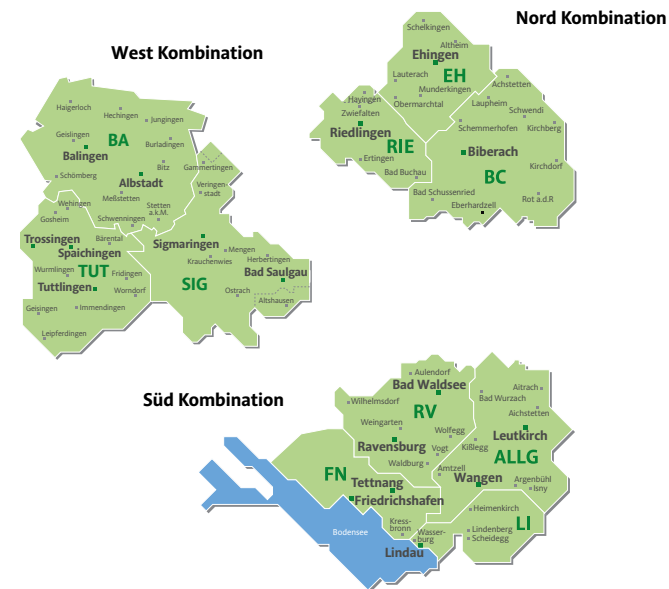 Nord Kombination
Schelkingen
Altheim
Ehingen
EH
Lauterach
Munderkingen
Obermarchtal
Achstetten
Laupheim
Schwendi
Kirchberg
Schemmerhofen
Hayingen
Zwiefalten
Riedlingen
RIE
Ertingen
Bad Buchau
Biberach
BC
Kirchdorf
Bad Schussenried
Eberhardzell
Rot a.d.R
West Kombination
Haigerloch
Hechingen
Jungingen
Geislingen
BA
Burladingen
Balingen
Bitz
Gammertingen
Schömberg
Albstadt
Veringen-
stadt
Meßstetten
Stetten
a.k.M.
Wehingen
Gosheim
Schwenningen
Trossingen
Bärental
Spaichingen
Sigmaringen
Mengen
Krauchenwies
Herbertingen
Wurmlingen
TUT
Fridingen
Bad Saulgau
Tuttlingen
Worndorf
SIG
Ostrach
Altshausen
Geisingen
Immendingen
Leipferdingen
Süd Kombination
Aulendorf
Bad Waldsee
Wilhelmsdorf
RV
Weingarten
Wolfegg
Ravensburg
Vogt
Waldburg
Amtzell
Aitrach
Bad Wurzach
Aichstetten
Leutkirch
Kißlegg
ALLG
Wangen
Argenbühl
Isny
FN
Tettnang
Friedrichshafen
Kress-
bronn
Wasser-
burg
Bodensee
Lindau
Heimenkirch
LI
Lindenberg
Scheidegg